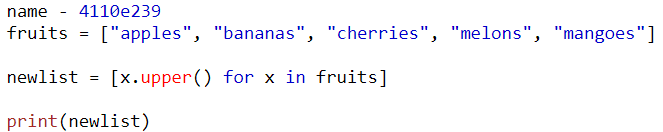 name - 4110e239
fruits = ["apples", "bananas", "cherries", "melons", "mangoes"]
newlist = [x.upper() for x in fruits]
print(newlist)